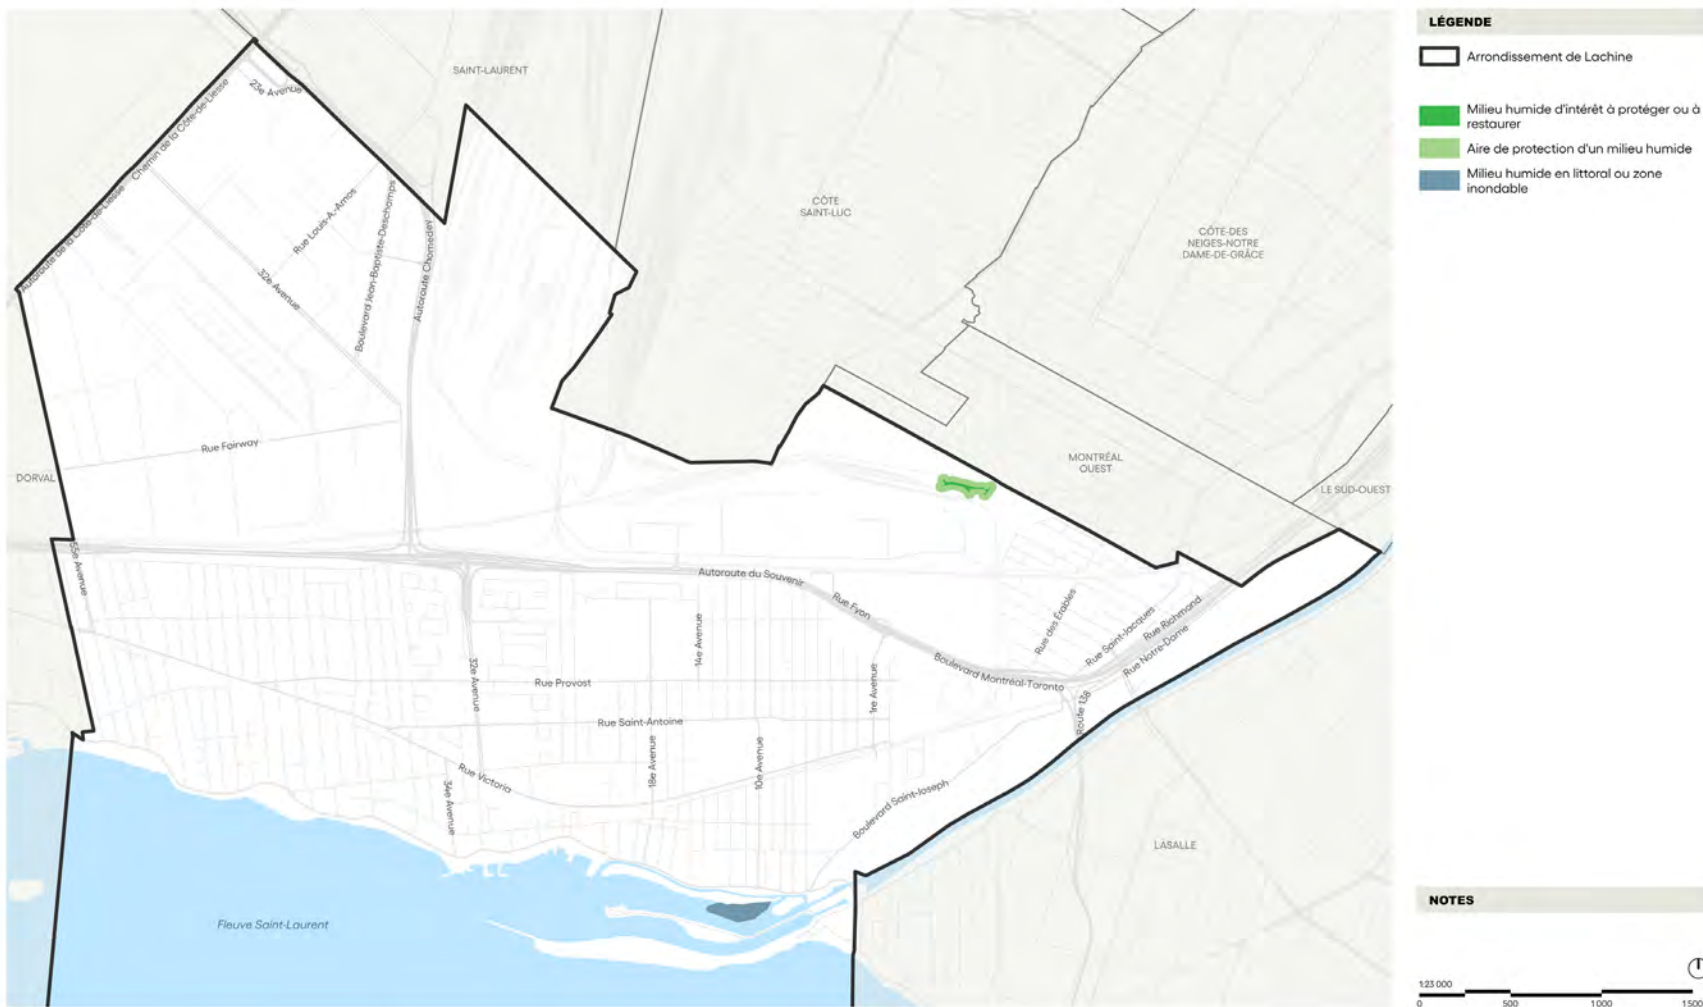 LÉGENDE
Arrondissement de Lachine
Milieu humide d'intérêt à protéger ou à
restaurer
Aire de protection d'un milieu humide
Milieu humide en littoral ou zone
inondable
SAINT-LAURENT
23e Avenue
Chemin de la Côte-de-Liesse
Autoroute de la Côte-de-Liesse
Rue Louis-A.-Amos
Boulevard Jean-Baptiste-Deschamps
Autoroute Chomedey
32e Avenue
CÔTE
SAINT-LUC
CÔTE-DES
NEIGES-NOTRE
DAME-DE-GRÂCE
Rue Fairway
DORVAL
MONTRÉAL
OUEST
LE SUD-OUEST
55e Avenue
Autoroute du Souvenir
Rue Fyon
14e Avenue
Rue des Érables
Rue Saint-Jacques
Rue Richmond
Rue Notre-Dame
Boulevard Montréal-Toronto
32e Avenue
Rue Provost
1re Avenue
Route 138
Rue Saint-Antoine
18e Avenue
10e Avenue
Rue Victoria
34e Avenue
Boulevard Saint-Joseph
LASALLE
Fleuve Saint-Laurent
NOTES
1:23 000
0 500 1 000 1 500